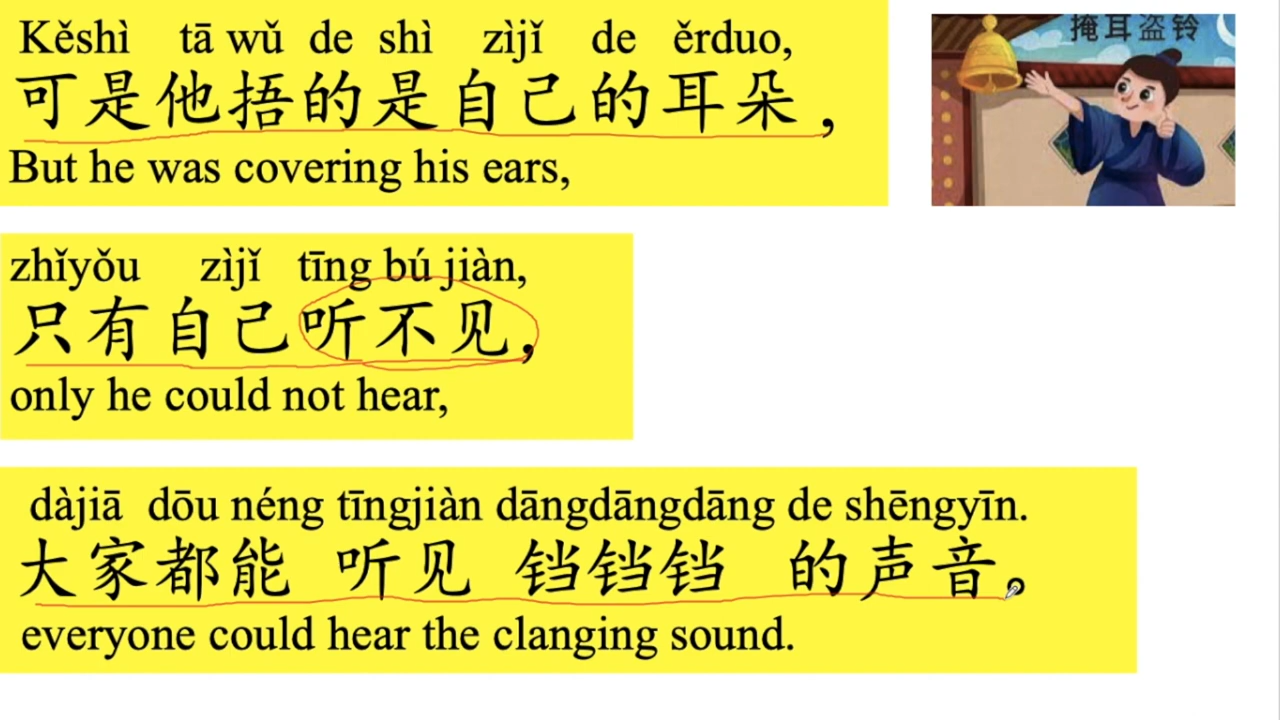 Kěshì tā wǔ de shì zìjǐ de ěrduo,
可是他捂的是自己的耳朵,
But he was covering his ears,
掩耳盗铃
zhǐyǒu zìjǐ tīng bú jiàn,
只有自己听不见,
only he could not hear,
dàjiā dōu néng tīngjiàn dāngdāngdāng de shēngyīn.
大家都能 听见 铛铛铛 的声音。
everyone could hear the clanging sound.